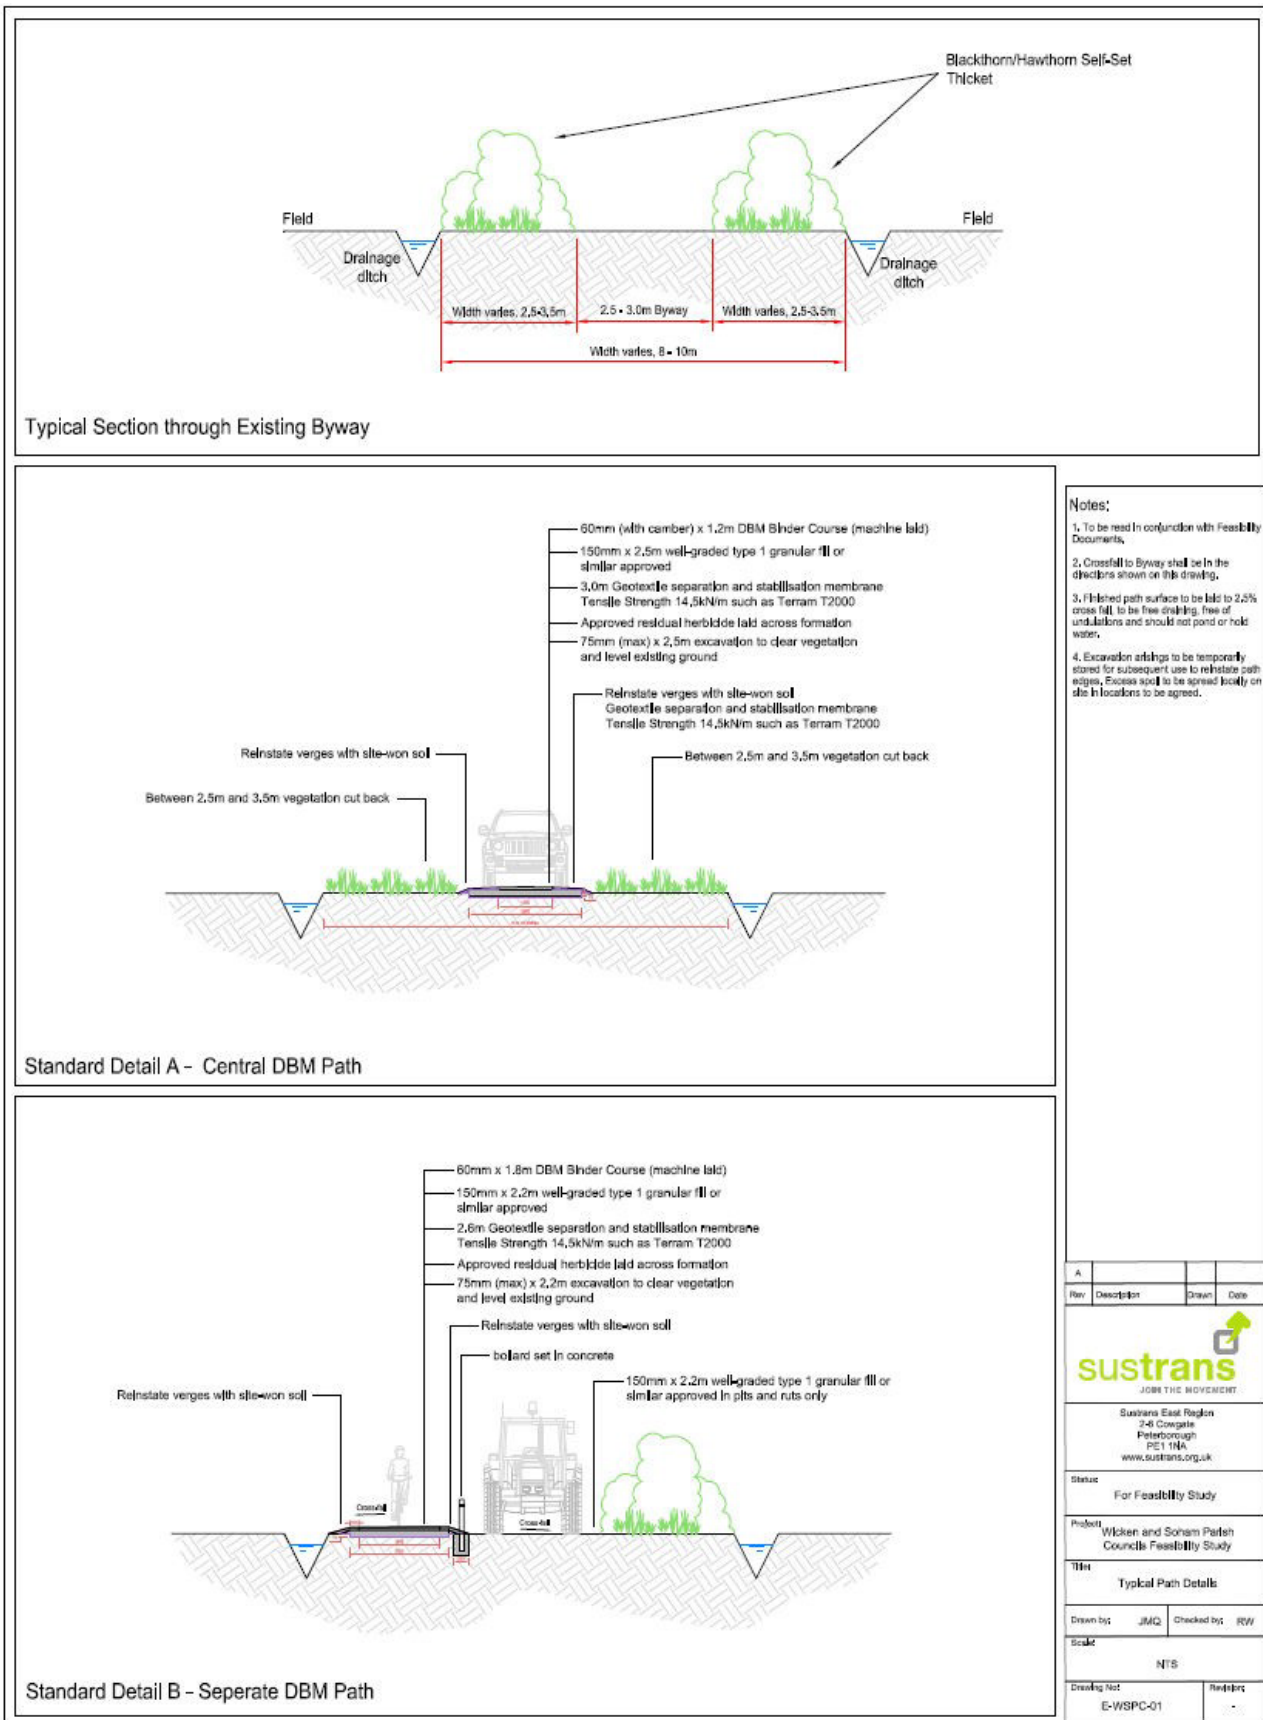 Blackthorn/Hawthorn Self-Set
Thicket
Field
Field
Drainage
ditch
Drainage
ditch
Width varies, 2.5-3.5m
2.5 - 3.0m Byway
Width varies, 2.5-3.5m
Width varies, 8 - 10m
Typical Section through Existing Byway
60mm (with camber) x 1.2m DBM Binder Course (machine laid)
150mm x 2.5m well-graded type 1 granular fill or
similar approved
3.0m Geotextile separation and stabilisation membrane
Tensile Strength 14.5kN/m such as Terram T2000
Approved residual herbicide laid across formation
75mm (max) x 2.5m excavation to clear vegetation
and level existing ground
Reinstate verges with site-won soil
Geotextile separation and stabilisation membrane
Tensile Strength 14.5kN/m such as Terram T2000
Reinstate verges with site-won soil
Between 2.5m and 3.5m vegetation cut back
Between 2.5m and 3.5m vegetation cut back
Standard Detail A - Central DBM Path
60mm x 1.8m DBM Binder Course (machine laid)
150mm x 2.2m well-graded type 1 granular fill or
similar approved
2.6m Geotextile separation and stabilisation membrane
Tensile Strength 14.5kN/m such as Terram T2000
Approved residual herbicide laid across formation
75mm (max) x 2.2m excavation to clear vegetation
and level existing ground
Reinstate verges with site-won soil
bollard set in concrete
150mm x 2.2m well-graded type 1 granular fill or
similar approved in pits and ruts only
Reinstate verges with site-won soil
Cross-fall
Cross-fall
Standard Detail B - Seperate DBM Path
Notes:
1. To be read in conjunction with Feasibility
Documents.
2. Crossfall to Byway shall be in the
directions shown on this drawing.
3. Finished path surface to be laid to 2.5%
cross fall, to be free draining, free of
undulations and should not pond or hold
water.
4. Excavation arisings to be temporarily
stored for subsequent use to reinstate path
edges. Excess spoil to be spread locally on
site in locations to be agreed.
A
Rev Description Drawn Date
sustrans
JOIN THE MOVEMENT
Sustrans East Region
2-6 Cowgate
Peterborough
PE1 1NA
www.sustrans.org.uk
Status:
For Feasibility Study
Project:
Wicken and Soham Parish
Councils Feasibility Study
Title:
Typical Path Details
Drawn by: JMQ Checked by: RW
Scale:
NTS
Drawing No: Revision:
E-WSPC-01 -